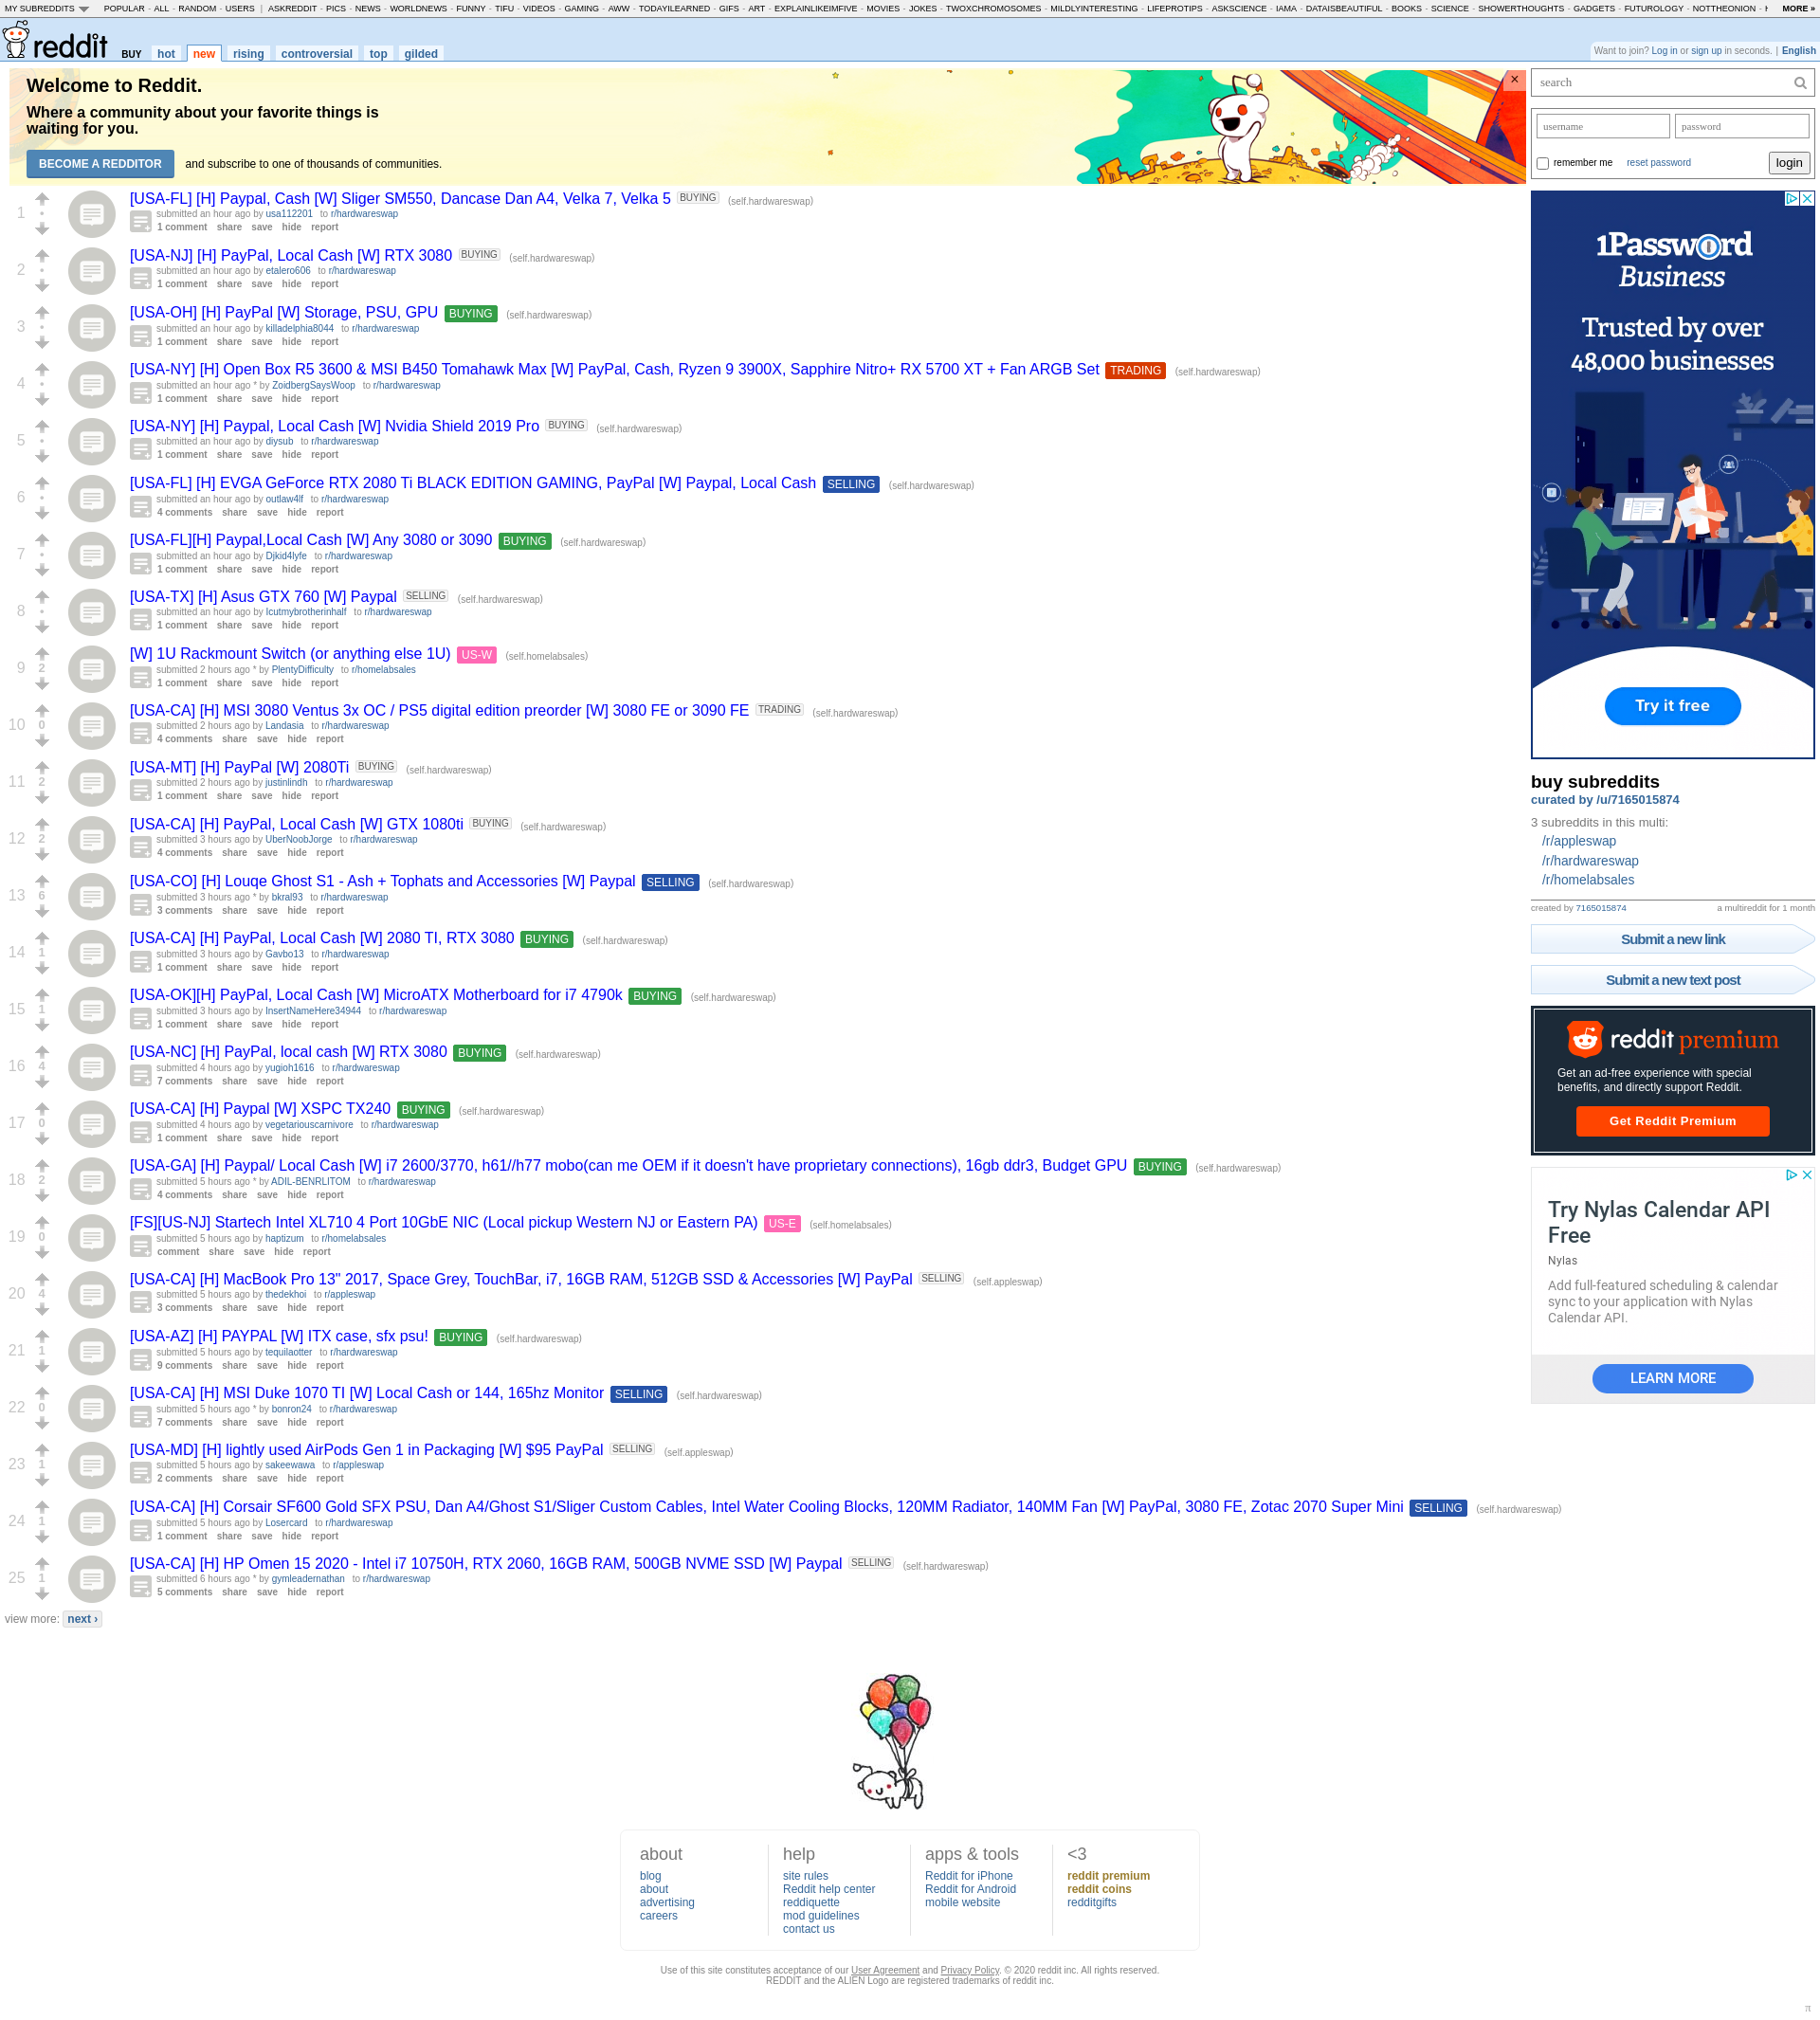 MY SUBREDDITS POPULAR - ALL - RANDOM - USERS | ASKREDDIT - PICS - NEWS - WORLDNEWS - FUNNY - TIFU - VIDEOS - GAMING - AWW - TODAYILEARNED - GIFS - ART - EXPLAINLIKEIMFIVE - MOVIES - JOKES - TWOXCHROMOSOMES - MILDLYINTERESTING - LIFEPROTIPS - ASKSCIENCE - IAMA - DATAISBEAUTIFUL - BOOKS - SCIENCE - SHOWERTHOUGHTS - GADGETS - FUTUROLOGY - NOTTHEONION - MORE »
reddit BUY hot new rising controversial top gilded
Want to join? Log in or sign up in seconds. | English
Welcome to Reddit.
Where a community about your favorite things is
waiting for you.
BECOME A REDDITOR and subscribe to one of thousands of communities.
×
1
[USA-FL] [H] Paypal, Cash [W] Sliger SM550, Dancase Dan A4, Velka 7, Velka 5 BUYING (self.hardwareswap)
submitted an hour ago by usa112201 to r/hardwareswap
1 comment share save hide report
2
[USA-NJ] [H] PayPal, Local Cash [W] RTX 3080 BUYING (self.hardwareswap)
submitted an hour ago by etalero606 to r/hardwareswap
1 comment share save hide report
3
[USA-OH] [H] PayPal [W] Storage, PSU, GPU BUYING (self.hardwareswap)
submitted an hour ago by killadelphia8044 to r/hardwareswap
1 comment share save hide report
4
[USA-NY] [H] Open Box R5 3600 & MSI B450 Tomahawk Max [W] PayPal, Cash, Ryzen 9 3900X, Sapphire Nitro+ RX 5700 XT + Fan ARGB Set TRADING (self.hardwareswap)
submitted an hour ago * by ZoidbergSaysWoop to r/hardwareswap
1 comment share save hide report
5
[USA-NY] [H] Paypal, Local Cash [W] Nvidia Shield 2019 Pro BUYING (self.hardwareswap)
submitted an hour ago by diysub to r/hardwareswap
1 comment share save hide report
6
[USA-FL] [H] EVGA GeForce RTX 2080 Ti BLACK EDITION GAMING, PayPal [W] Paypal, Local Cash SELLING (self.hardwareswap)
submitted an hour ago by outlaw4lf to r/hardwareswap
4 comments share save hide report
7
[USA-FL][H] Paypal,Local Cash [W] Any 3080 or 3090 BUYING (self.hardwareswap)
submitted an hour ago by Djkid4lyfe to r/hardwareswap
1 comment share save hide report
8
[USA-TX] [H] Asus GTX 760 [W] Paypal SELLING (self.hardwareswap)
submitted an hour ago by Icutmybrotherinhalf to r/hardwareswap
1 comment share save hide report
9 2
[W] 1U Rackmount Switch (or anything else 1U) US-W (self.homelabsales)
submitted 2 hours ago * by PlentyDifficulty to r/homelabsales
1 comment share save hide report
10 0
[USA-CA] [H] MSI 3080 Ventus 3x OC / PS5 digital edition preorder [W] 3080 FE or 3090 FE TRADING (self.hardwareswap)
submitted 2 hours ago by Landasia to r/hardwareswap
4 comments share save hide report
11 2
[USA-MT] [H] PayPal [W] 2080Ti BUYING (self.hardwareswap)
submitted 2 hours ago by justinlindh to r/hardwareswap
1 comment share save hide report
12 2
[USA-CA] [H] PayPal, Local Cash [W] GTX 1080ti BUYING (self.hardwareswap)
submitted 3 hours ago by UberNoobJorge to r/hardwareswap
4 comments share save hide report
13 6
[USA-CO] [H] Louqe Ghost S1 - Ash + Tophats and Accessories [W] Paypal SELLING (self.hardwareswap)
submitted 3 hours ago * by bkral93 to r/hardwareswap
3 comments share save hide report
14 1
[USA-CA] [H] PayPal, Local Cash [W] 2080 TI, RTX 3080 BUYING (self.hardwareswap)
submitted 3 hours ago by Gavbo13 to r/hardwareswap
1 comment share save hide report
15 1
[USA-OK][H] PayPal, Local Cash [W] MicroATX Motherboard for i7 4790k BUYING (self.hardwareswap)
submitted 3 hours ago by InsertNameHere34944 to r/hardwareswap
1 comment share save hide report
16 4
[USA-NC] [H] PayPal, local cash [W] RTX 3080 BUYING (self.hardwareswap)
submitted 4 hours ago by yugioh1616 to r/hardwareswap
7 comments share save hide report
17 0
[USA-CA] [H] Paypal [W] XSPC TX240 BUYING (self.hardwareswap)
submitted 4 hours ago by vegetariouscarnivore to r/hardwareswap
1 comment share save hide report
18 2
[USA-GA] [H] Paypal/ Local Cash [W] i7 2600/3770, h61//h77 mobo(can me OEM if it doesn't have proprietary connections), 16gb ddr3, Budget GPU BUYING (self.hardwareswap)
submitted 5 hours ago * by ADIL-BENRLITOM to r/hardwareswap
4 comments share save hide report
19 0
[FS][US-NJ] Startech Intel XL710 4 Port 10GbE NIC (Local pickup Western NJ or Eastern PA) US-E (self.homelabsales)
submitted 5 hours ago by haptizum to r/homelabsales
comment share save hide report
20 4
[USA-CA] [H] MacBook Pro 13" 2017, Space Grey, TouchBar, i7, 16GB RAM, 512GB SSD & Accessories [W] PayPal SELLING (self.appleswap)
submitted 5 hours ago by thedekhoi to r/appleswap
3 comments share save hide report
21 1
[USA-AZ] [H] PAYPAL [W] ITX case, sfx psu! BUYING (self.hardwareswap)
submitted 5 hours ago by tequilaotter to r/hardwareswap
9 comments share save hide report
22 0
[USA-CA] [H] MSI Duke 1070 TI [W] Local Cash or 144, 165hz Monitor SELLING (self.hardwareswap)
submitted 5 hours ago * by bonron24 to r/hardwareswap
7 comments share save hide report
23 1
[USA-MD] [H] lightly used AirPods Gen 1 in Packaging [W] $95 PayPal SELLING (self.appleswap)
submitted 5 hours ago by sakeewawa to r/appleswap
2 comments share save hide report
24 1
[USA-CA] [H] Corsair SF600 Gold SFX PSU, Dan A4/Ghost S1/Sliger Custom Cables, Intel Water Cooling Blocks, 120MM Radiator, 140MM Fan [W] PayPal, 3080 FE, Zotac 2070 Super Mini SELLING (self.hardwareswap)
submitted 5 hours ago by Losercard to r/hardwareswap
1 comment share save hide report
25 1
[USA-CA] [H] HP Omen 15 2020 - Intel i7 10750H, RTX 2060, 16GB RAM, 500GB NVME SSD [W] Paypal SELLING (self.hardwareswap)
submitted 6 hours ago * by gymleadernathan to r/hardwareswap
5 comments share save hide report
view more: next ›
search
username password
remember me reset password login
1Password
Business
Trusted by over
48,000 businesses
Try it free
buy subreddits
curated by /u/7165015874
3 subreddits in this multi:
/r/appleswap
/r/hardwareswap
/r/homelabsales
created by 7165015874 a multireddit for 1 month
Submit a new link
Submit a new text post
reddit premium
Get an ad-free experience with special
benefits, and directly support Reddit.
Get Reddit Premium
Try Nylas Calendar API
Free
Nylas
Add full-featured scheduling & calendar
sync to your application with Nylas
Calendar API.
LEARN MORE
about
blog
about
advertising
careers
help
site rules
Reddit help center
reddiquette
mod guidelines
contact us
apps & tools
Reddit for iPhone
Reddit for Android
mobile website
<3
reddit premium
reddit coins
redditgifts
Use of this site constitutes acceptance of our User Agreement and Privacy Policy. © 2020 reddit inc. All rights reserved.
REDDIT and the ALIEN Logo are registered trademarks of reddit inc.
π